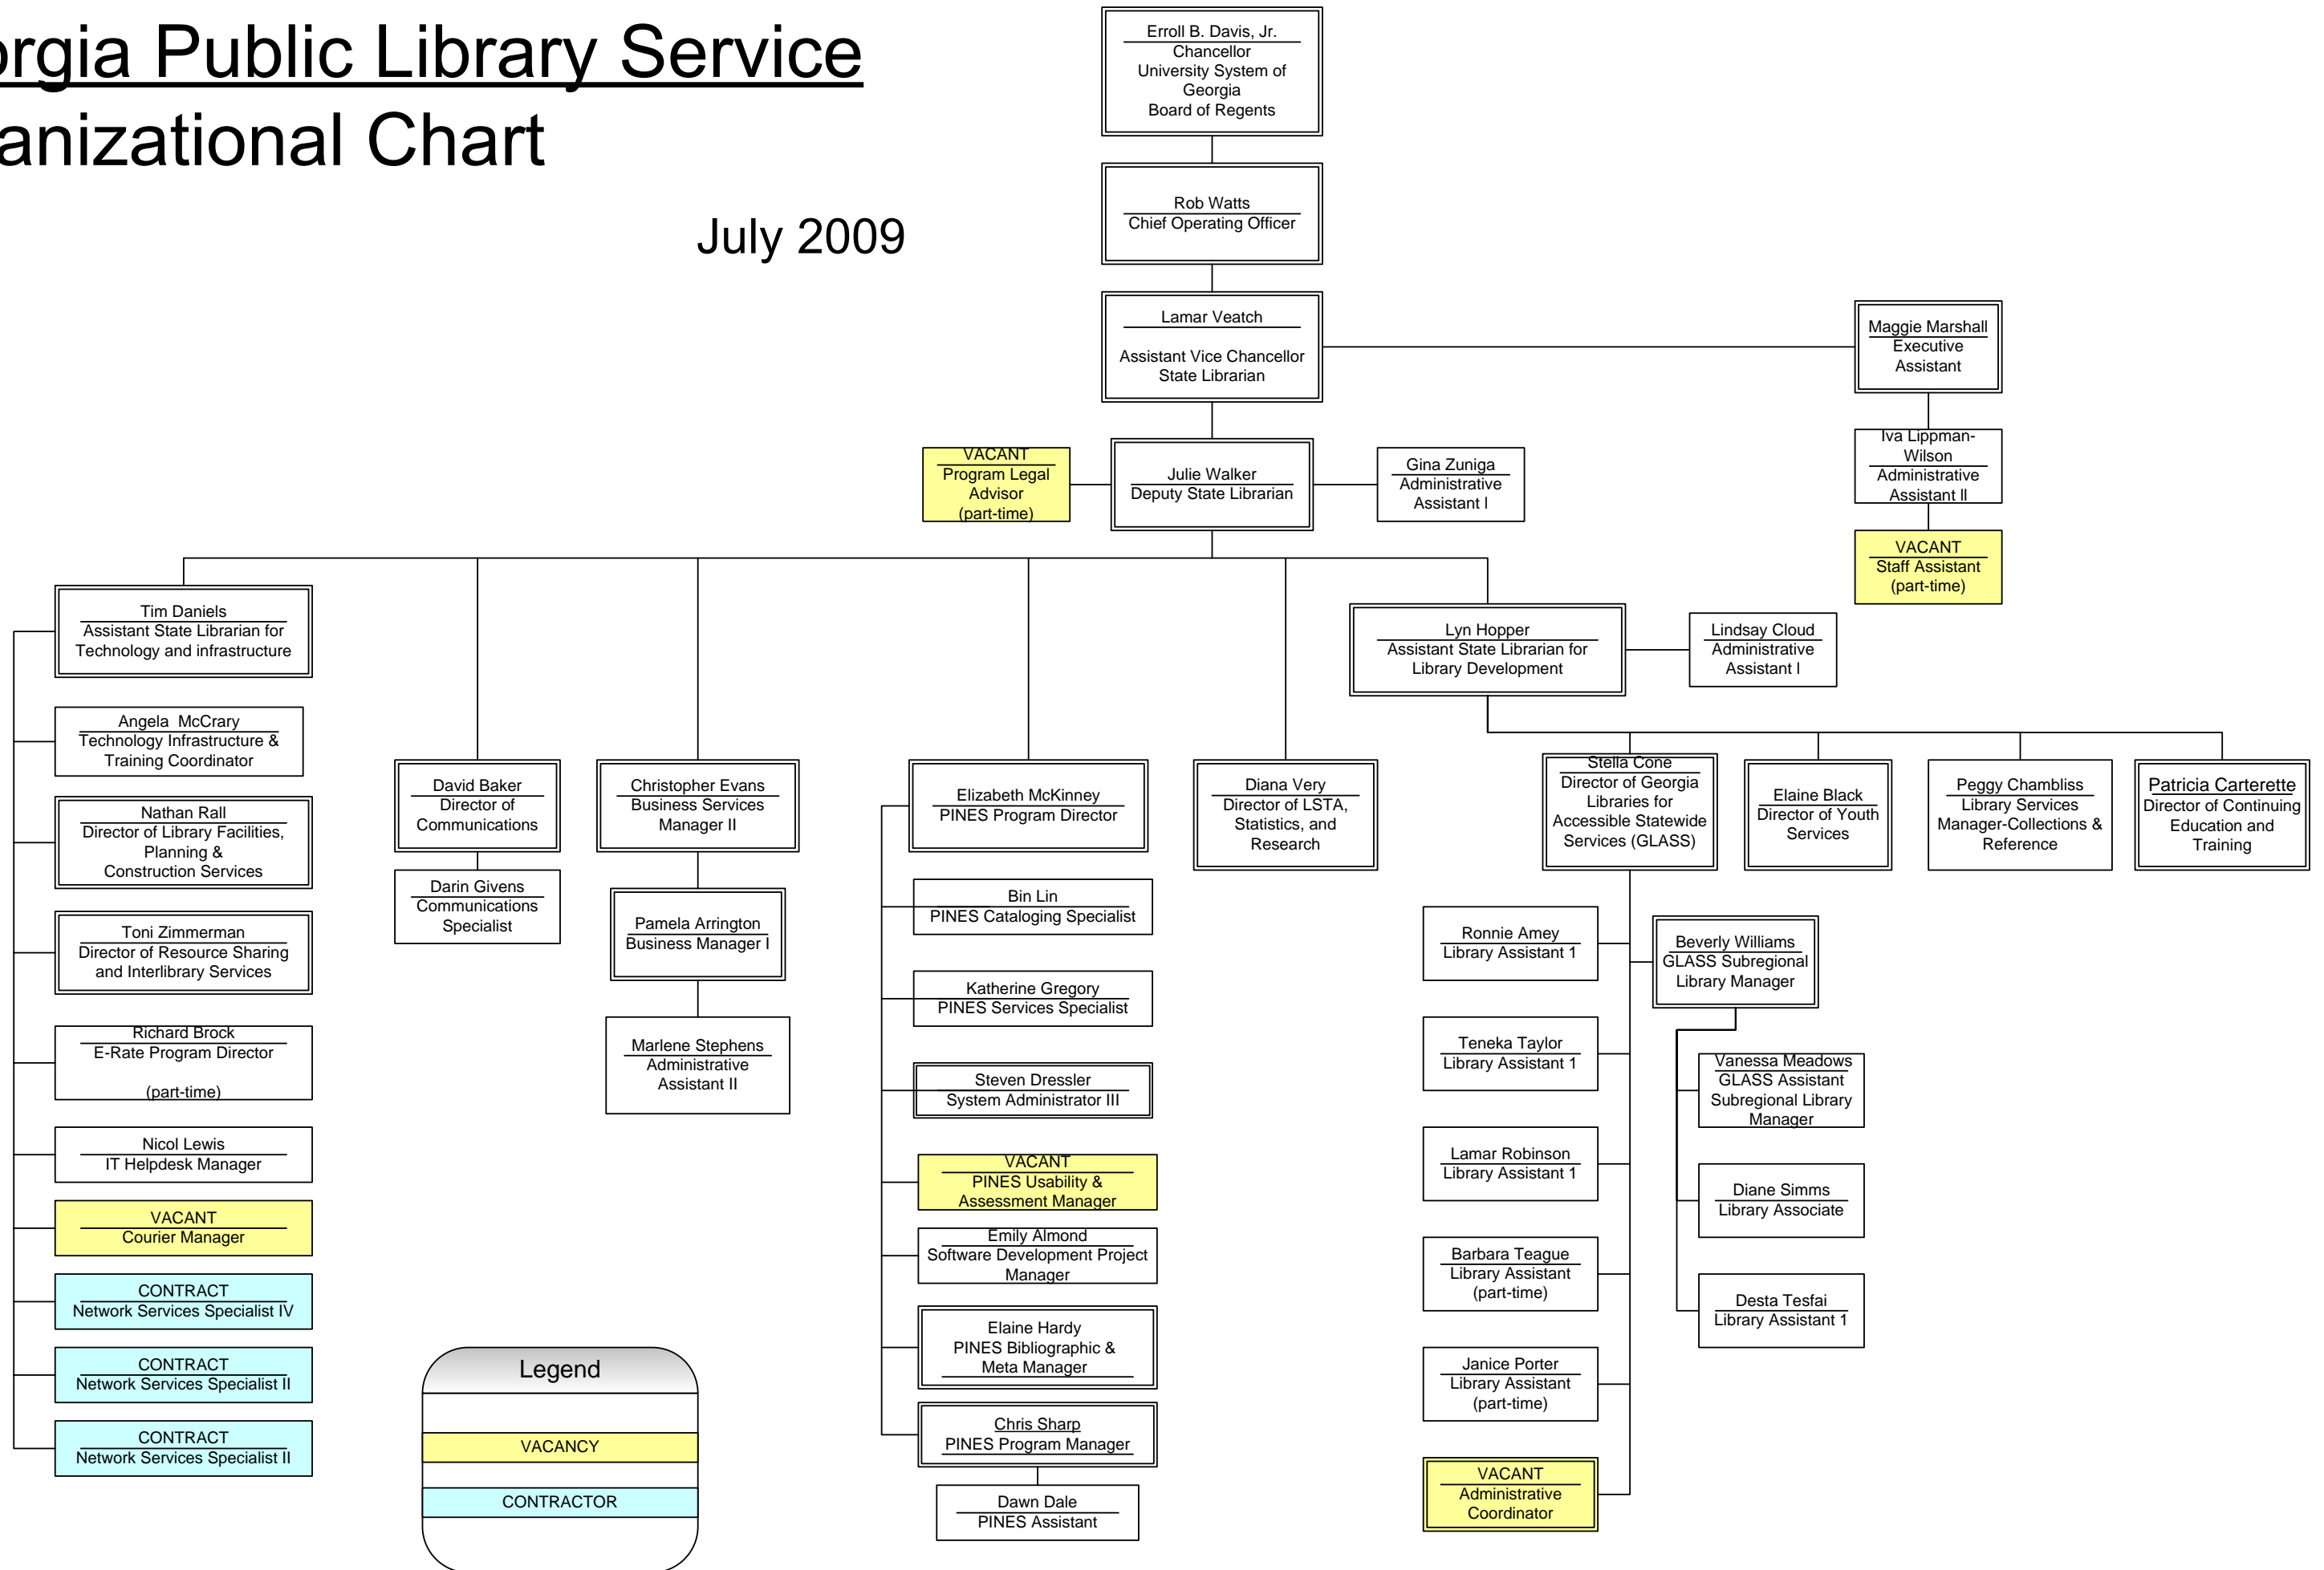 orgia Public Library Service
anizational Chart
July 2009
Erroll B. Davis, Jr.
Chancellor
University System of
Georgia
Board of Regents
Rob Watts
Chief Operating Officer
Lamar Veatch
Assistant Vice Chancellor
State Librarian
Maggie Marshall
Executive
Assistant
Iva Lippman-
Wilson
Administrative
Assistant II
VACANT
Staff Assistant
(part-time)
VACANT
Program Legal
Advisor
(part-time)
Julie Walker
Deputy State Librarian
Gina Zuniga
Administrative
Assistant I
Tim Daniels
Assistant State Librarian for
Technology and infrastructure
Angela  McCrary
Technology Infrastructure &
Training Coordinator
Nathan Rall
Director of Library Facilities,
Planning &
Construction Services
Toni Zimmerman
Director of Resource Sharing
and Interlibrary Services
Richard Brock
E-Rate Program Director
(part-time)
Nicol Lewis
IT Helpdesk Manager
VACANT
Courier Manager
CONTRACT
Network Services Specialist IV
CONTRACT
Network Services Specialist II
CONTRACT
Network Services Specialist II
David Baker
Director of
Communications
Darin Givens
Communications
Specialist
Christopher Evans
Business Services
Manager II
Pamela Arrington
Business Manager I
Marlene Stephens
Administrative
Assistant II
Elizabeth McKinney
PINES Program Director
Bin Lin
PINES Cataloging Specialist
Katherine Gregory
PINES Services Specialist
Steven Dressler
System Administrator III
VACANT
PINES Usability &
Assessment Manager
Emily Almond
Software Development Project
Manager
Elaine Hardy
PINES Bibliographic &
Meta Manager
Chris Sharp
PINES Program Manager
Dawn Dale
PINES Assistant
Diana Very
Director of LSTA,
Statistics, and
Research
Lyn Hopper
Assistant State Librarian for
Library Development
Lindsay Cloud
Administrative
Assistant I
Stella Cone
Director of Georgia
Libraries for
Accessible Statewide
Services (GLASS)
Elaine Black
Director of Youth
Services
Peggy Chambliss
Library Services
Manager-Collections &
Reference
Patricia Carterette
Director of Continuing
Education and
Training
Ronnie Amey
Library Assistant 1
Teneka Taylor
Library Assistant 1
Lamar Robinson
Library Assistant 1
Barbara Teague
Library Assistant
(part-time)
Janice Porter
Library Assistant
(part-time)
VACANT
Administrative
Coordinator
Beverly Williams
GLASS Subregional
Library Manager
Vanessa Meadows
GLASS Assistant
Subregional Library
Manager
Diane Simms
Library Associate
Desta Tesfai
Library Assistant 1
Legend
VACANCY
CONTRACTOR